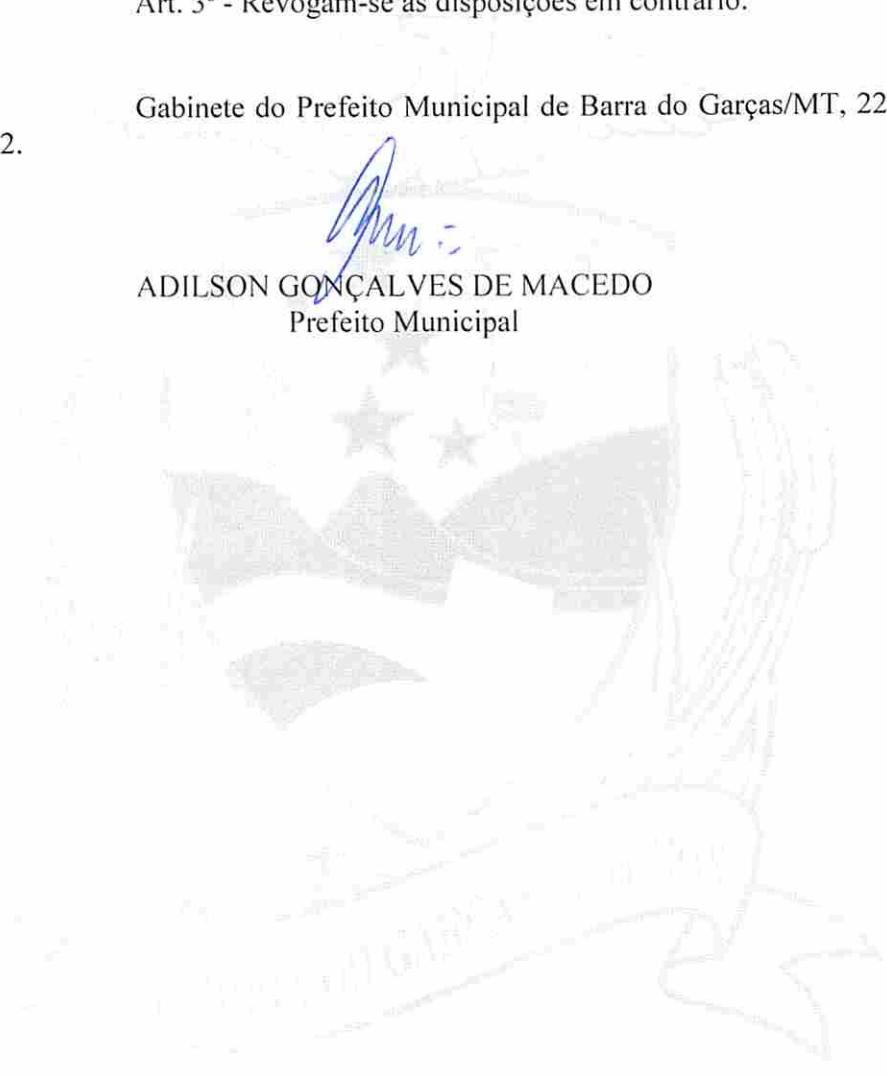 Art. 3º - Revogam-se as disposições em contrário.
Gabinete do Prefeito Municipal de Barra do Garças/MT, 22
2.
ADILSON GONÇALVES DE MACEDO
Prefeito Municipal